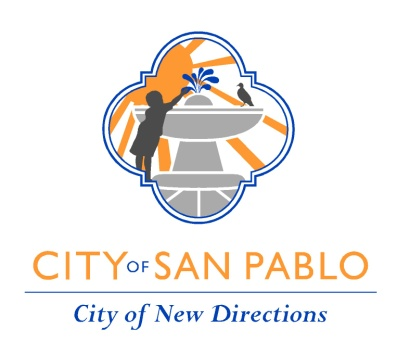 CITY OF SAN PABLO
City of New Directions